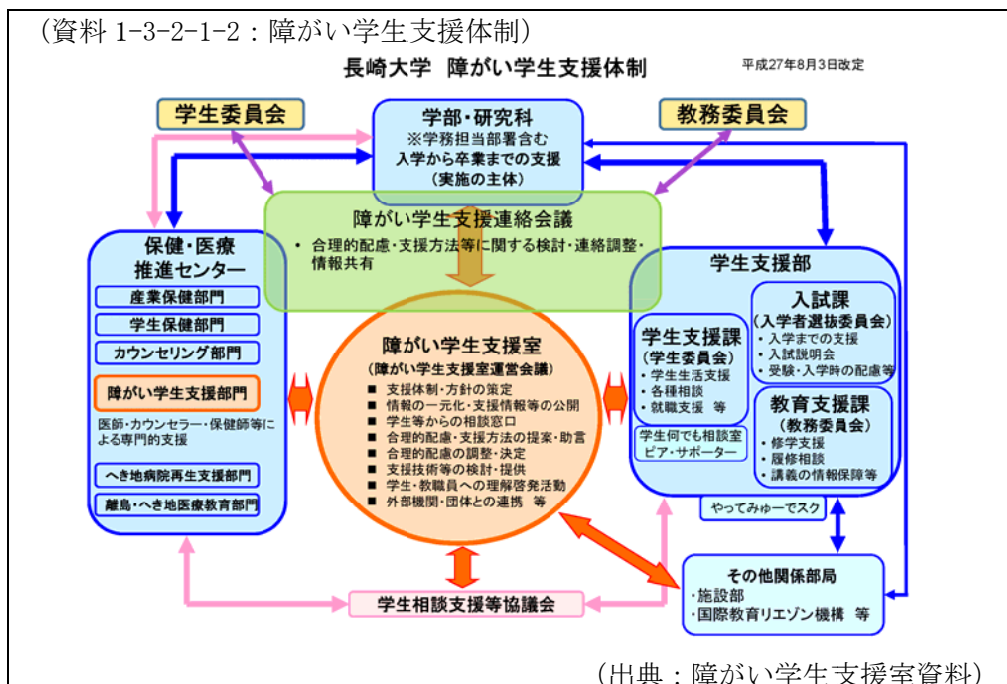 (資料 1-3-2-1-2：障がい学生支援体制)
長崎大学 障がい学生支援体制
平成27年8月3日改定
学生委員会
学部・研究科
※学務担当部署含む
入学から卒業までの支援
(実施の主体)
教務委員会
障がい学生支援連絡会議
• 合理的配慮・支援方法等に関する検討・連絡調整・
情報共有
保健・医療
推進センター
産業保健部門
学生保健部門
カウンセリング部門
障がい学生支援部門
医師・カウンセラー・保健師等に
よる専門的支援
へき地病院再生支援部門
離島・へき地医療教育部門
障がい学生支援室
(障がい学生支援室運営会議)
■ 支援体制・方針の策定
■ 情報の一元化・支援情報等の公開
■ 学生等からの相談窓口
■ 合理的配慮・支援方法の提案・助言
■ 合理的配慮の調整・決定
■ 支援技術等の検討・提供
■ 学生・教職員への理解啓発活動
■ 外部機関・団体との連携 等
学生支援部
学生支援課
(学生委員会)
• 学生生活支援
• 各種相談
• 就職支援 等
学生何でも相談室
ピア・サポーター
入試課
(入学者選抜委員会)
• 入学までの支援
• 入試説明会
• 受験・入学時の配慮等
教育支援課
(教務委員会)
• 修学支援
• 履修相談
• 講義の情報保障等
やってみゅーでスク
その他関係部局
・施設部
・国際教育リエゾン機構 等
学生相談支援等協議会
(出典：障がい学生支援室資料)